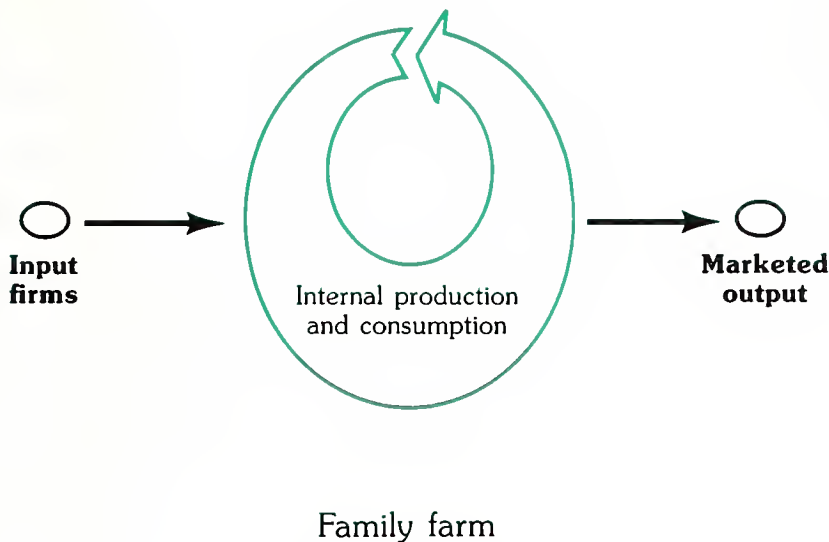 Input
firms
Internal production
and consumption
Marketed
output
Family farm